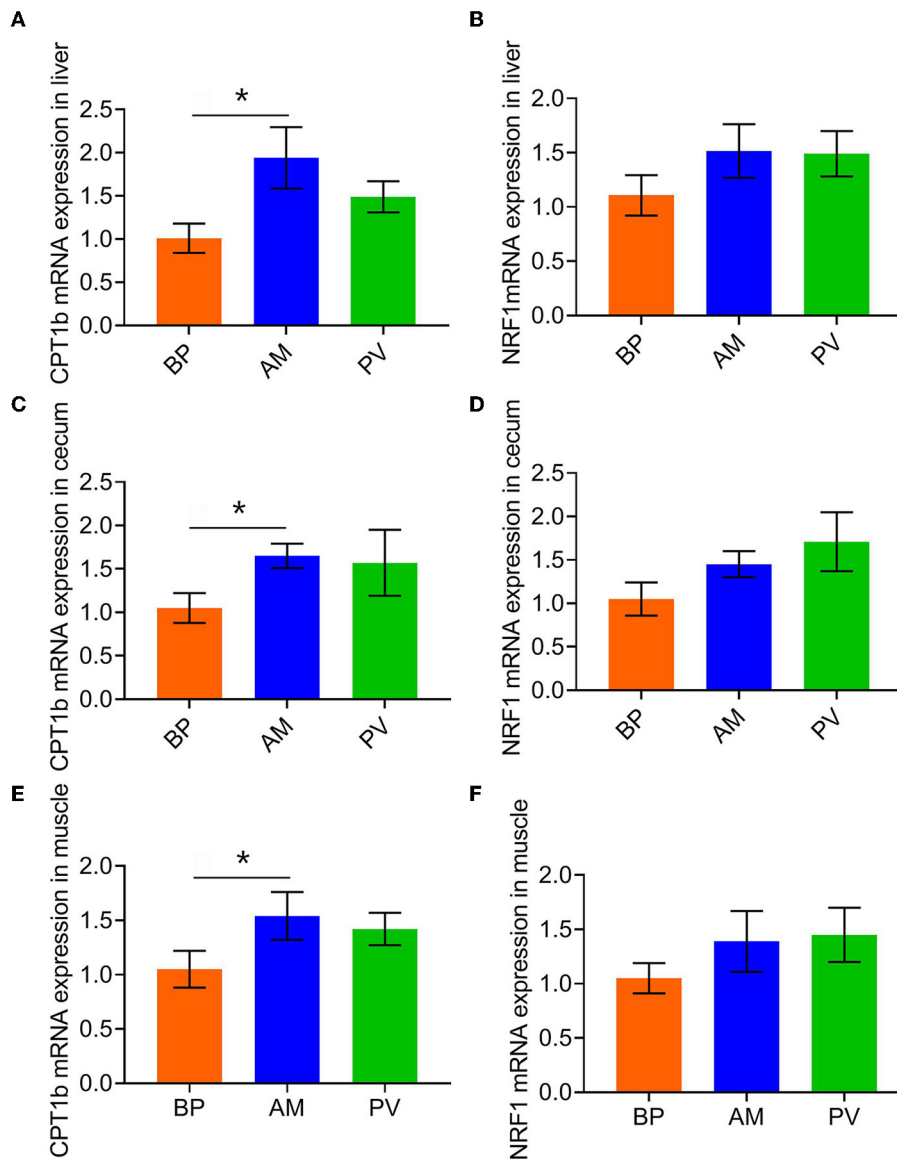 A
CPT1b mRNA expression in liver
2.5
2.0
1.5
1.0
0.5
0.0
*
BP
AM
PV
B
NRF1mRNA expression in liver
2.0
1.5
1.0
0.5
0.0
BP
AM
PV
C
CPT1b mRNA expression in cecum
2.5
2.0
1.5
1.0
0.5
0.0
*
BP
AM
PV
D
NRF1 mRNA expression in cecum
2.5
2.0
1.5
1.0
0.5
0.0
BP
AM
PV
E
CPT1b mRNA expression in muscle
2.0
1.5
1.0
0.5
0.0
*
BP
AM
PV
F
NRF1 mRNA expression in muscle
2.0
1.5
1.0
0.5
0.0
BP
AM
PV